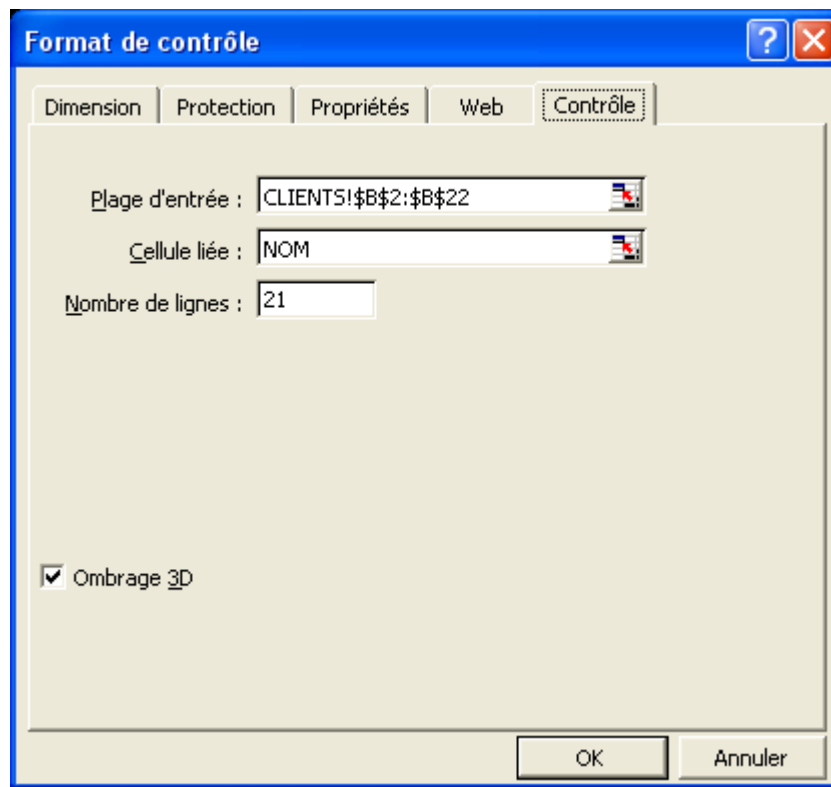 Format de contrôle
Dimension Protection Propriétés Web Contrôle
Plage d'entrée : CLIENTS!$B$2:$B$22
Cellule liée : NOM
Nombre de lignes : 21
Ombrage 3D
OK Annuler